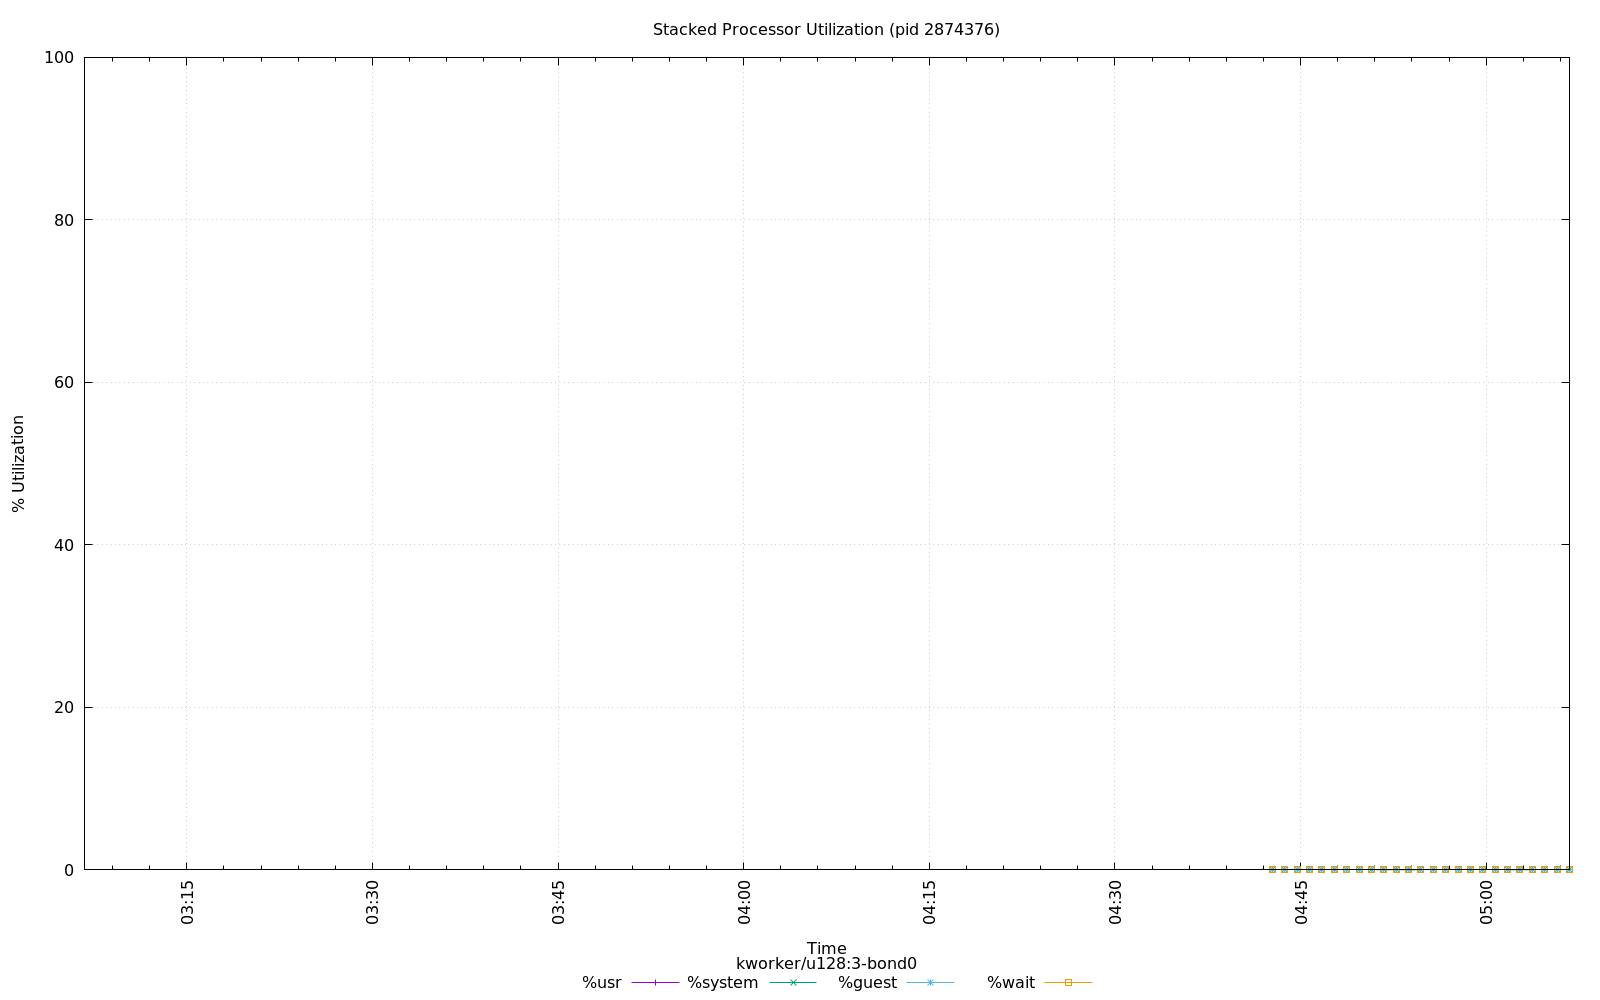 Stacked Processor Utilization (pid 2874376)
100
80
60
40
20
0
% Utilization
03:15
03:30
03:45
04:00
04:15
04:30
04:45
05:00
Time
kworker/u128:3-bond0
%usr %system %guest %wait